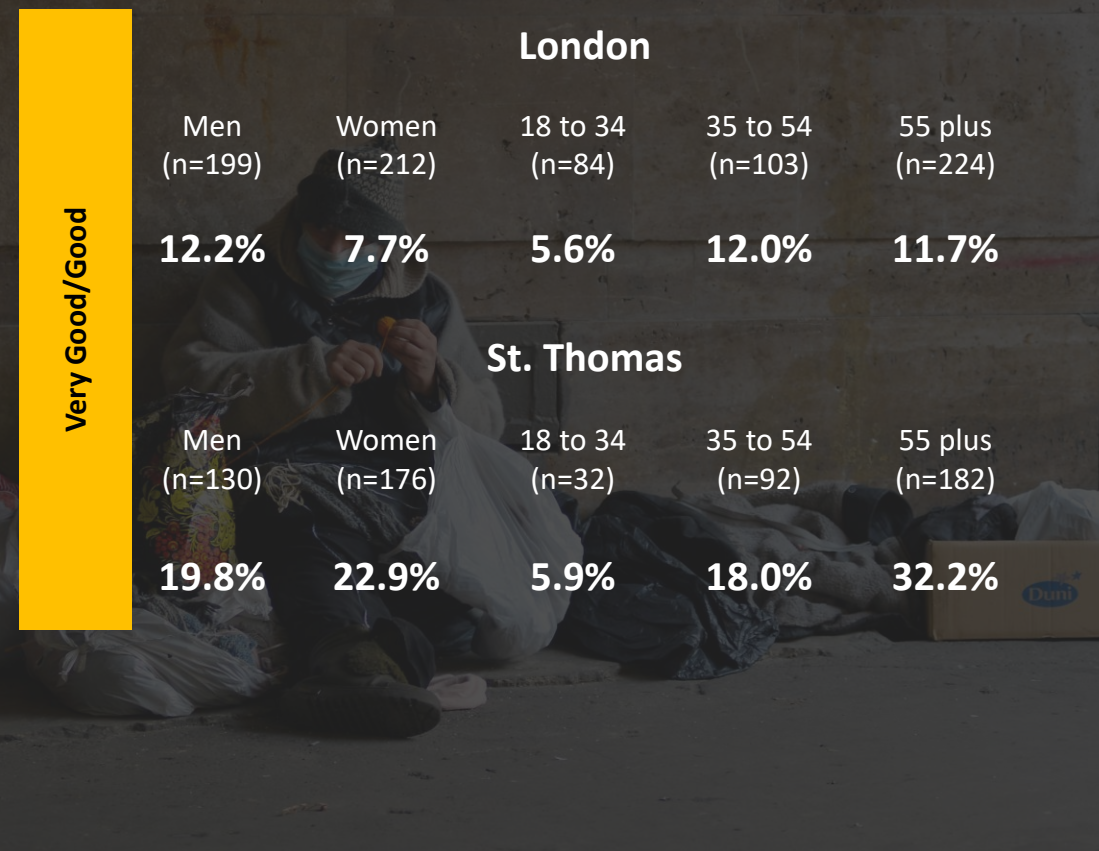 Very Good/Good
London
Men Women 18 to 34 35 to 54 55 plus
(n=199) (n=212) (n=84) (n=103) (n=224)
12.2% 7.7% 5.6% 12.0% 11.7%
St. Thomas
Men Women 18 to 34 35 to 54 55 plus
(n=130) (n=176) (n=32) (n=92) (n=182)
19.8% 22.9% 5.9% 18.0% 32.2%
Duni